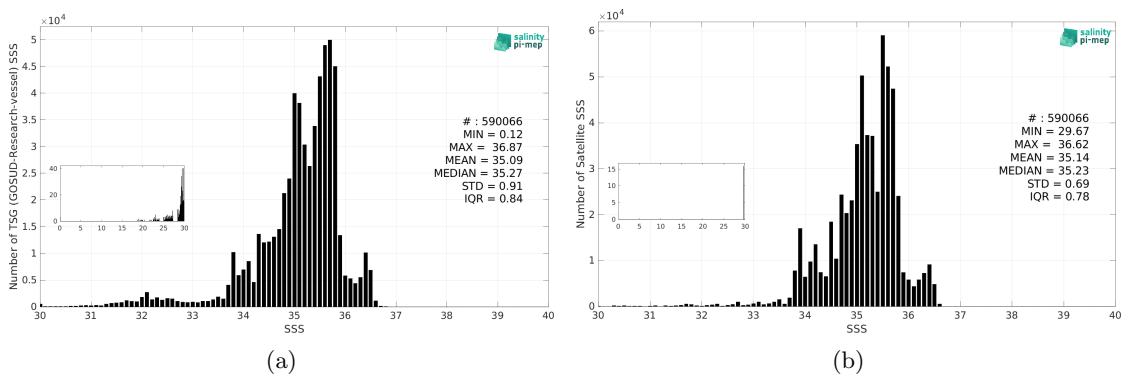 ×10⁴
salinity
pi-mep
Number of TSG (GOSUD-Research-vessel) SSS
5
4.5
4
3.5
3
2.5
2
1.5
1
0.5
0
# : 590066
MIN = 0.12
MAX = 36.87
MEAN = 35.09
MEDIAN = 35.27
STD = 0.91
IQR = 0.84
40
20
0
0 5 10 15 20 25 30
30 31 32 33 34 35 36 37 38 39 40
SSS
(a)
×10⁴
salinity
pi-mep
Number of Satellite SSS
6
5
4
3
2
1
0
# : 590066
MIN = 29.67
MAX = 36.62
MEAN = 35.14
MEDIAN = 35.23
STD = 0.69
IQR = 0.78
15
10
5
0
0 5 10 15 20 25 30
30 31 32 33 34 35 36 37 38 39 40
SSS
(b)